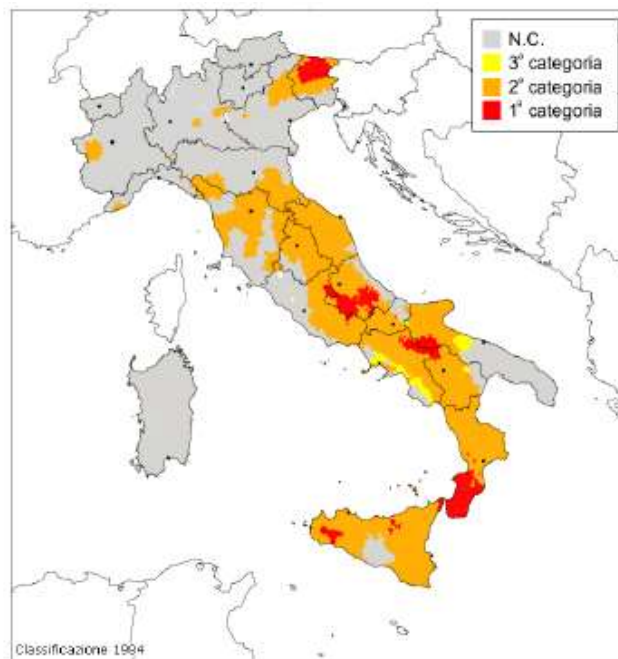 N.C.
3ª categoria
2ª categoria
1ª categoria
Classificazione 1984